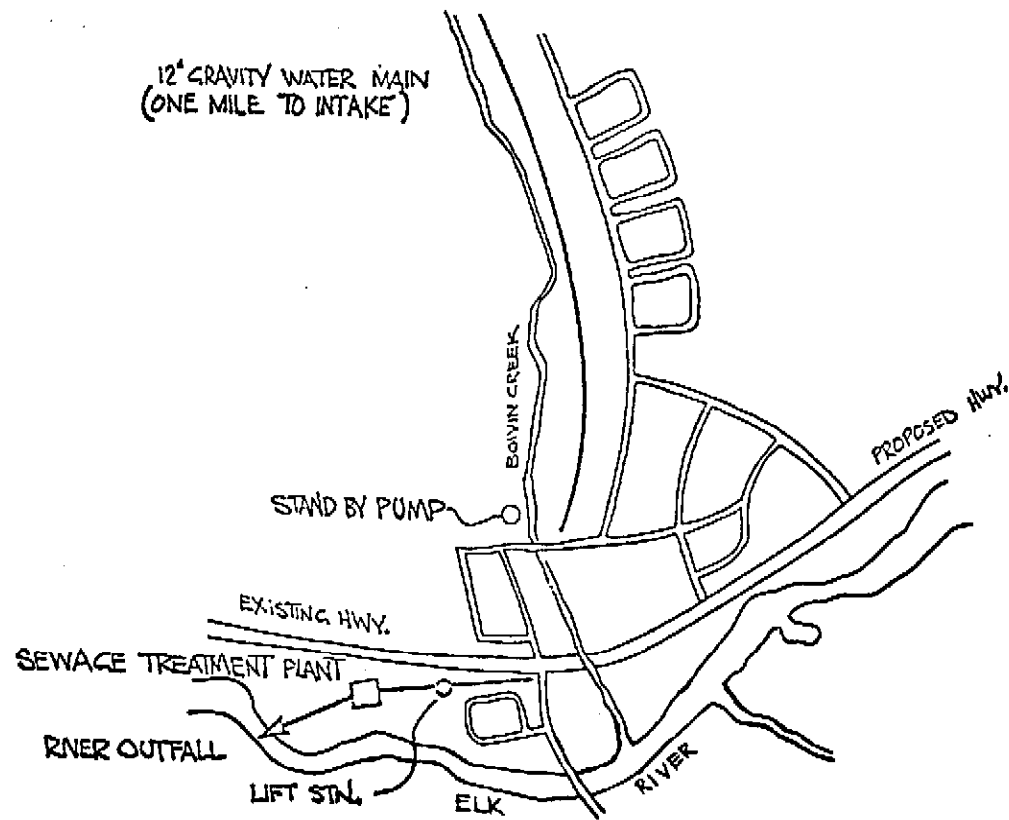 12" GRAVITY WATER MAIN
(ONE MILE TO INTAKE)
BOIVIN CREEK
PROPOSED HWY.
STAND BY PUMP
EXISTING HWY.
SEWAGE TREATMENT PLANT
RIVER OUTFALL
LIFT STN.
ELK
RIVER